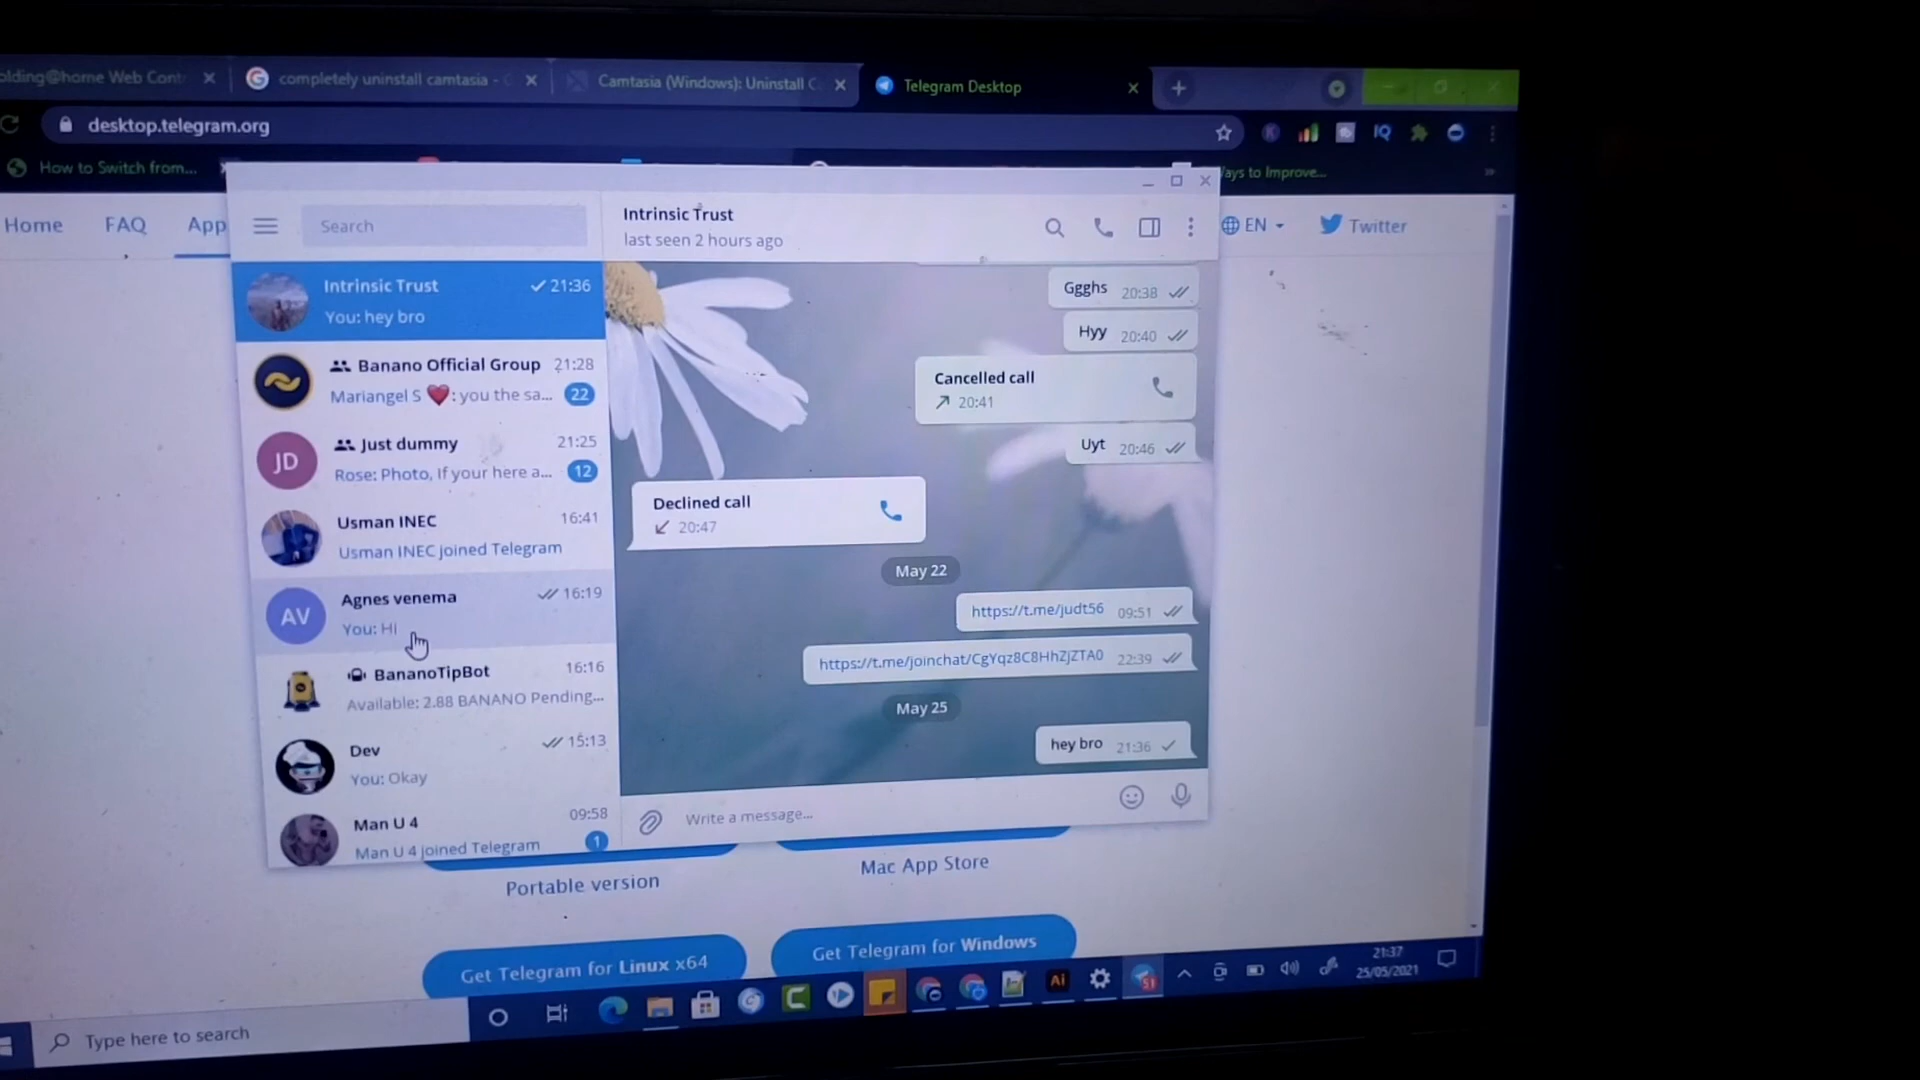 olding@home Web Contr
completely uninstall camtasia -
Camtasia (Windows): Uninstall C
Telegram Desktop
desktop.telegram.org
IQ
How to Switch from...
Ways to Improve...
Home
FAQ
App
EN
Twitter
Search
Intrinsic Trust
21:36
You: hey bro
Banano Official Group
21:28
Mariangel S ❤️: you the sa...
22
JD
Just dummy
21:25
Rose: Photo, If your here a...
12
Usman INEC
16:41
Usman INEC joined Telegram
AV
Agnes venema
16:19
You: Hi
BananoTipBot
16:16
Available: 2.88 BANANO Pending...
Dev
15:13
You: Okay
Man U 4
09:58
Man U 4 joined Telegram
1
Intrinsic Trust
last seen 2 hours ago
Ggghs 20:38
Hyy 20:40
Cancelled call
20:41
Uyt 20:46
Declined call
20:47
May 22
https://t.me/judt56 09:51
https://t.me/joinchat/CgYqz8C8HhZjZTA0 22:39
May 25
hey bro 21:36
Write a message...
Portable version
Mac App Store
Get Telegram for Linux x64
Get Telegram for Windows
Type here to search
Ai
51
21:37
25/05/2021